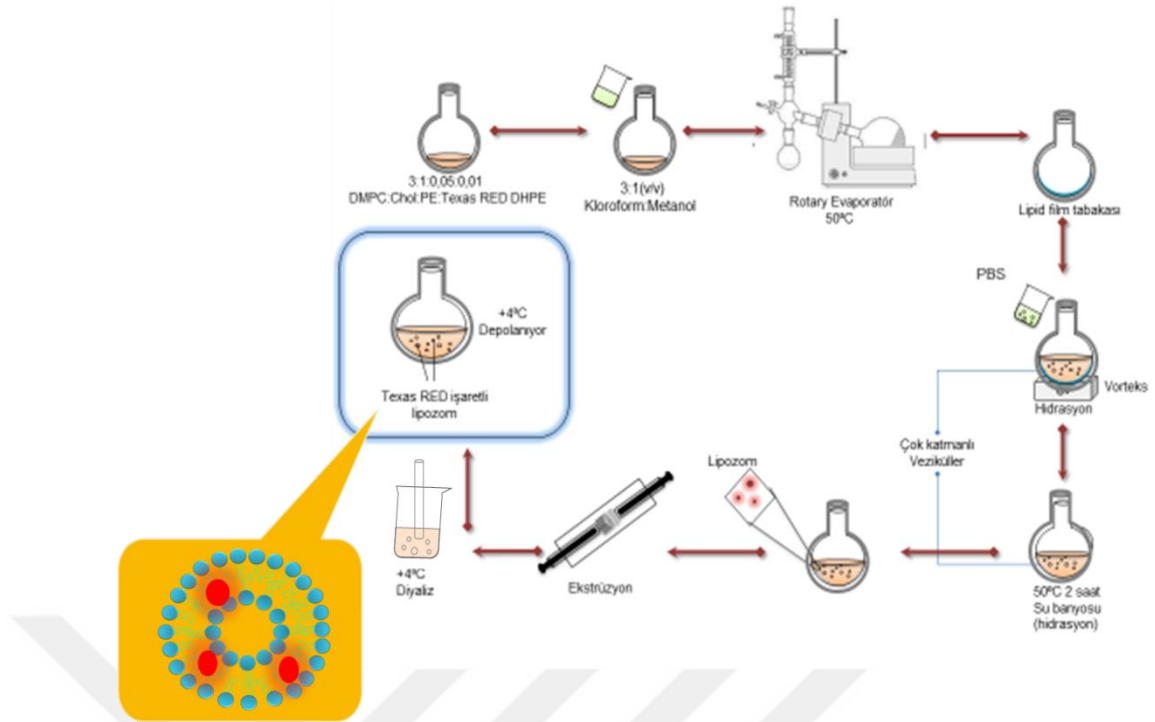 3:1:0,05:0,01
DMPC:Chol:PE:Texas RED DHPE
3:1(v/v)
Kloroform:Metanol
Rotary Evaporatór
50ºC
Lipid film tabakası
PBS
Vorteks
Hidrasyon
Çok katmanlı
Veziküller
50ºC 2 saat
Su banyosu
(hidrasyon)
Lipozom
Ekstrüzyon
+4ºC
Diyaliz
+4ºC
Depolanıyor
Texas RED işaretli
lipozom